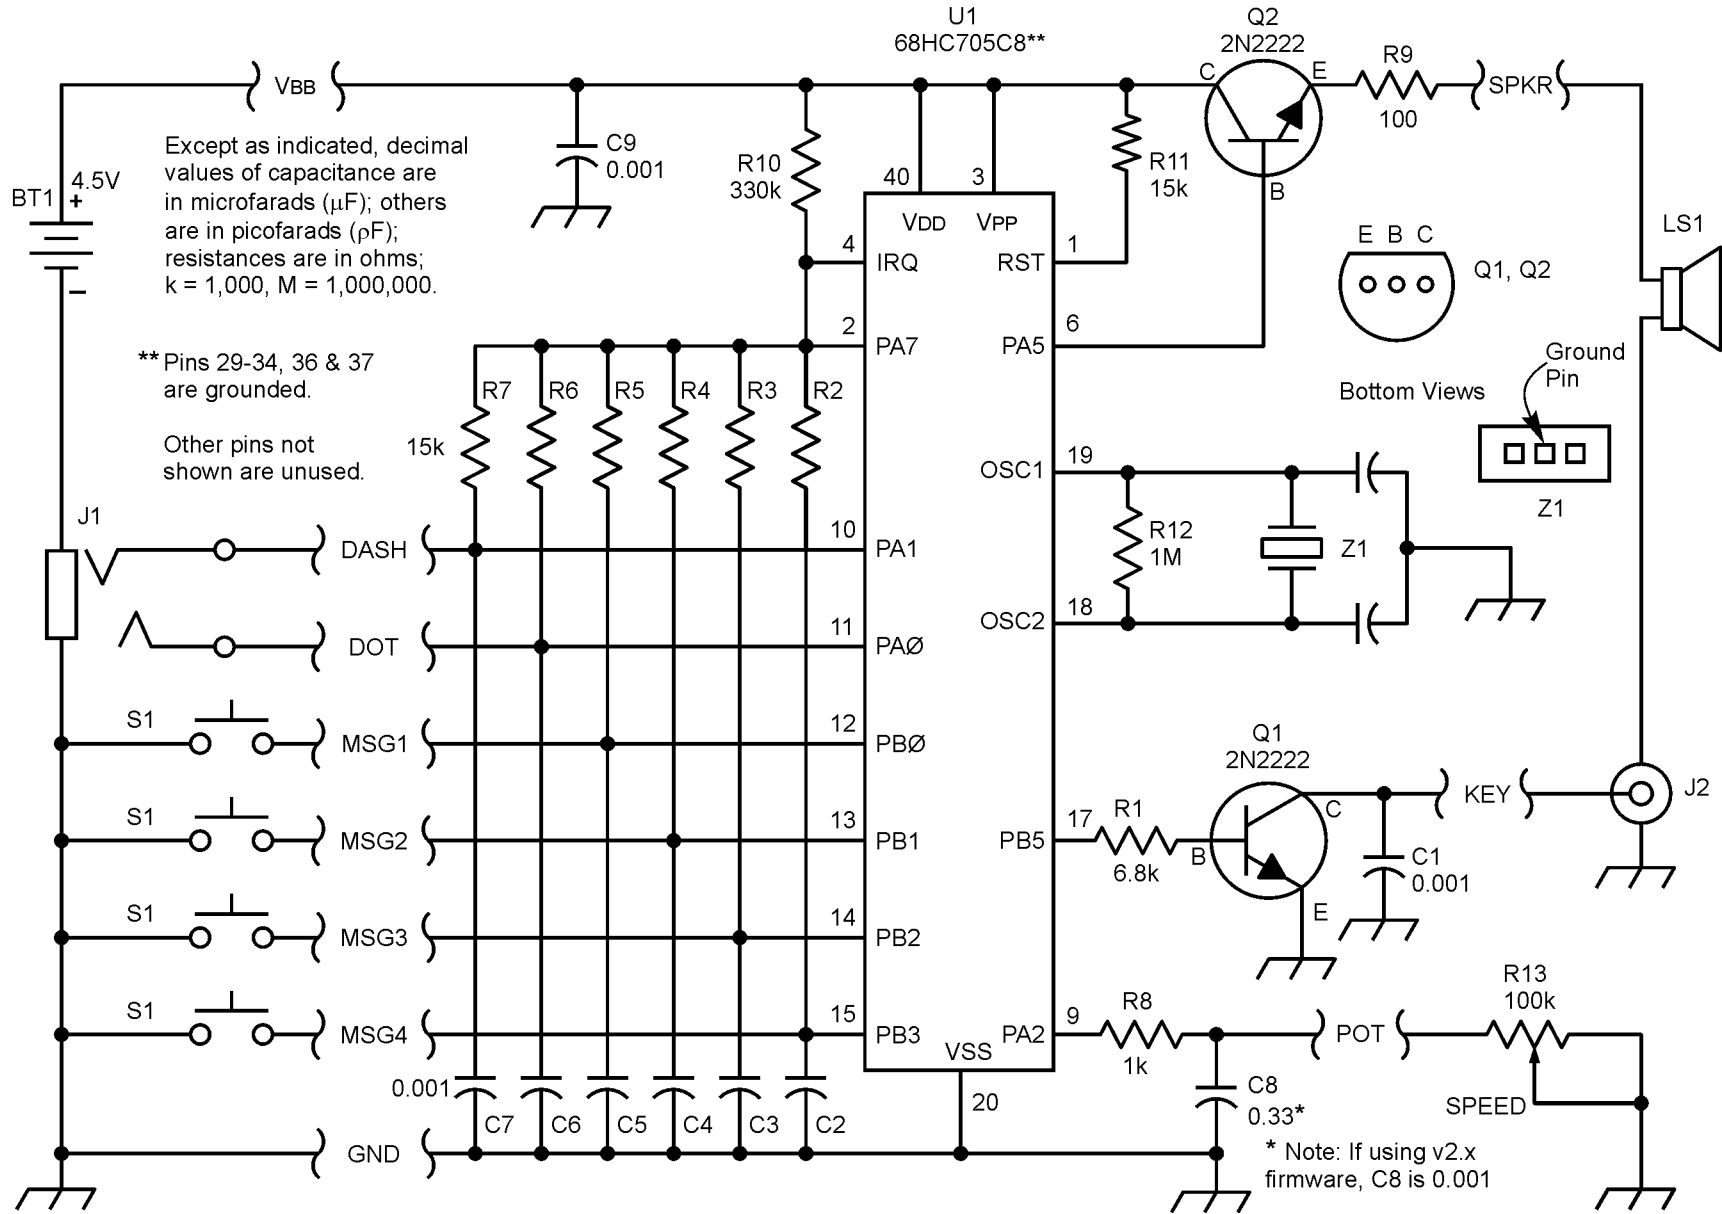 U1
68HC705C8**
Q2
2N2222
C
E
B
R9
100
SPKR
VBB
Except as indicated, decimal
values of capacitance are
in microfarads (μF); others
are in picofarads (ρF);
resistances are in ohms;
k = 1,000, M = 1,000,000.
C9
0.001
R10
330k
R11
15k
40
3
VDD
VPP
4.5V
BT1
+
−
4
IRQ
RST
1
E B C
Q1, Q2
LS1
2
PA7
PA5
6
** Pins 29-34, 36 & 37
are grounded.
Other pins not
shown are unused.
Ground
Pin
Bottom Views
Z1
R7
R6
R5
R4
R3
R2
15k
OSC1
19
R12
1M
Z1
J1
DASH
10
PA1
OSC2
18
DOT
11
PAØ
S1
MSG1
12
PBØ
Q1
2N2222
C
B
E
KEY
J2
S1
MSG2
13
PB1
PB5
17
R1
6.8k
C1
0.001
S1
MSG3
14
PB2
S1
MSG4
15
PB3
PA2
9
R8
1k
POT
R13
100k
VSS
20
0.001
C7
C6
C5
C4
C3
C2
C8
0.33*
SPEED
GND
* Note: If using v2.x
firmware, C8 is 0.001